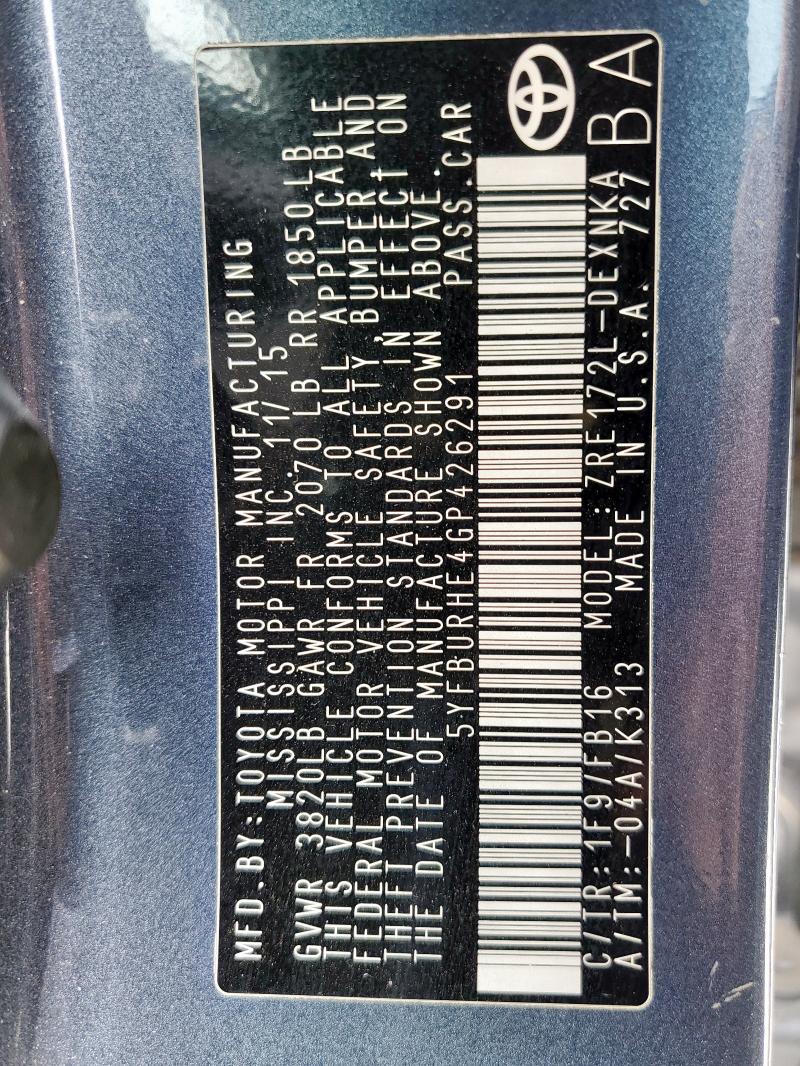 MFD.BY:TOYOTA MOTOR MANUFACTURING
MISSISSIPPI INC. 11/15
GVWR 3820LB GAWR FR 2070 LB RR 1850 LB
THIS VEHICLE CONFORMS TO ALL APPLICABLE
FEDERAL MOTOR VEHICLE SAFETY, BUMPER, AND
THEFT PREVENTION STANDARDS IN EFFECT ON
THE DATE OF MANUFACTURE SHOWN ABOVE.
5YFBURHE4GP426291 PASS.CAR
C/TR: 1F9/FB16 MODEL: ZRE172L-DEXNKA
A/TM:-04A/K313 MADE IN U.S.A. 727 BA